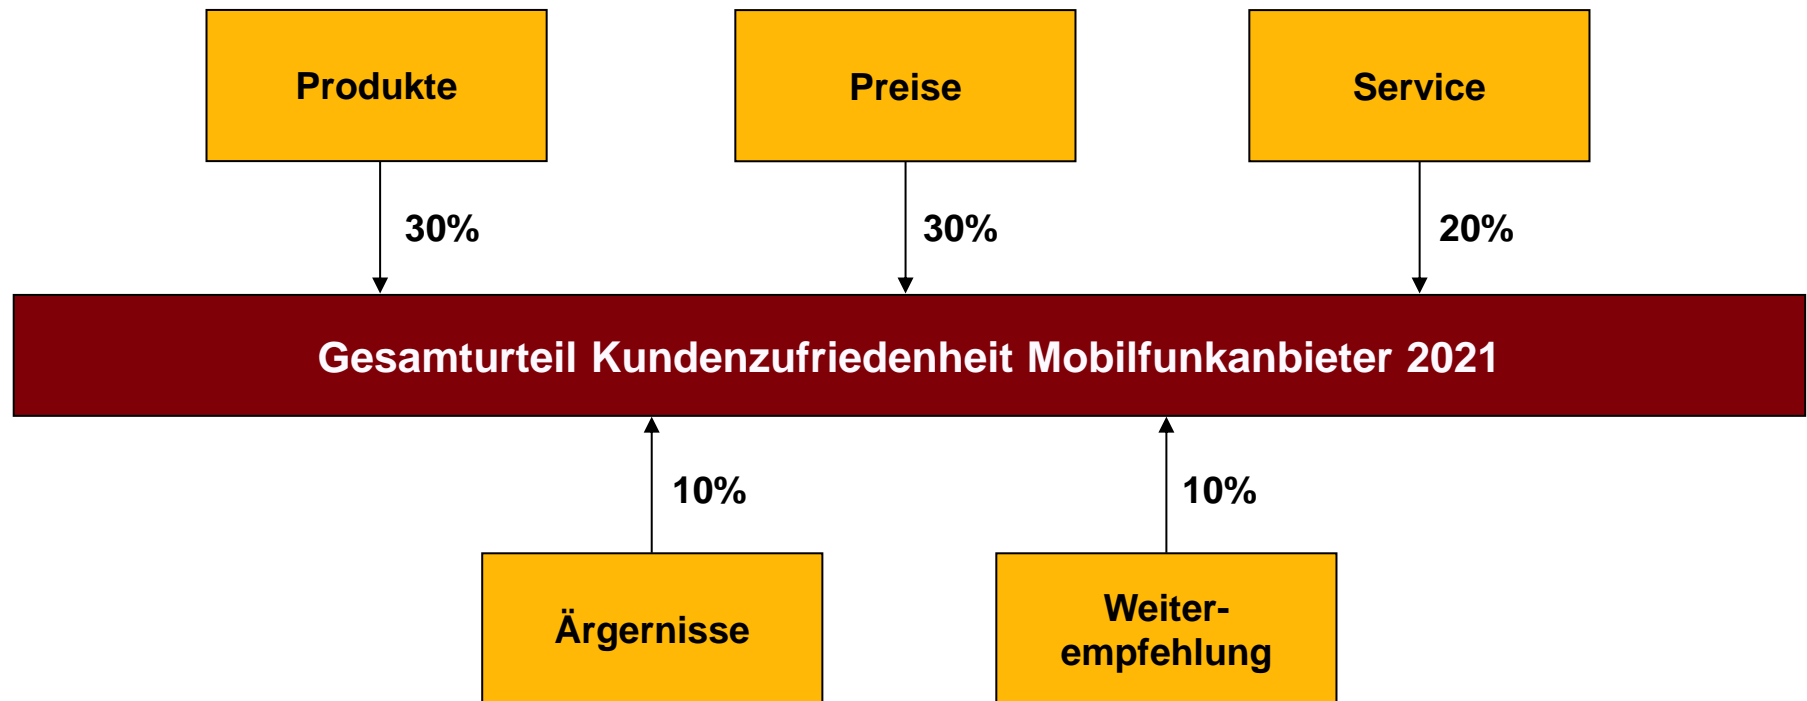 Produkte
Preise
Service
30%
30%
20%
Gesamturteil Kundenzufriedenheit Mobilfunkanbieter 2021
10%
10%
Ärgernisse
Weiter-
empfehlung